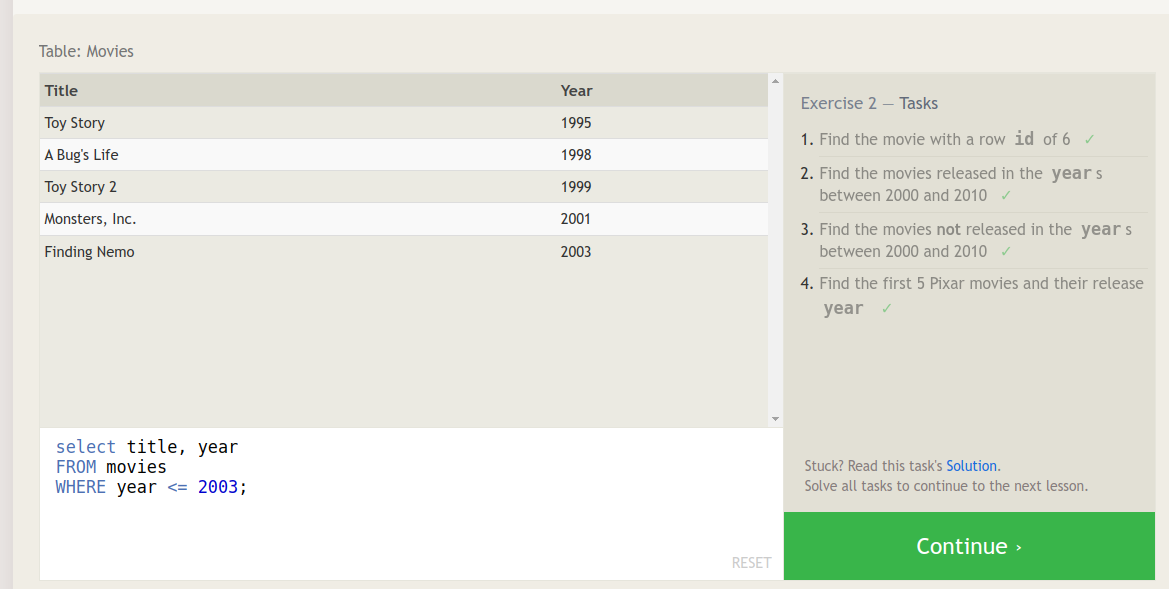 Table: Movies
Title Year
Toy Story 1995
A Bug's Life 1998
Toy Story 2 1999
Monsters, Inc. 2001
Finding Nemo 2003
select title, year
FROM movies
WHERE year <= 2003;
RESET
Exercise 2 — Tasks
1. Find the movie with a row id of 6 ✓
2. Find the movies released in the year s
between 2000 and 2010 ✓
3. Find the movies not released in the year s
between 2000 and 2010 ✓
4. Find the first 5 Pixar movies and their release
year ✓
Stuck? Read this task's Solution.
Solve all tasks to continue to the next lesson.
Continue ›